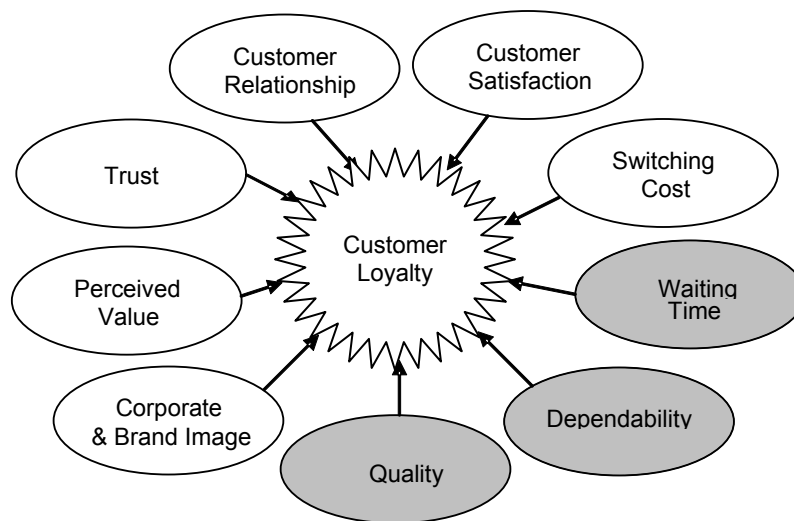 Customer
Relationship
Customer
Satisfaction
Trust
Switching
Cost
Customer
Loyalty
Perceived
Value
Waiting
Time
Corporate
& Brand Image
Dependability
Quality